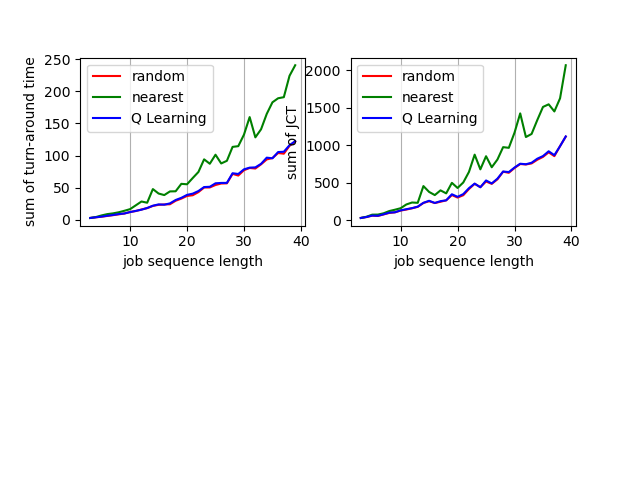 sum of turn-around time
250
200
150
100
50
0
10
20
30
40
job sequence length
random
nearest
Q Learning
sum of JCT
2000
1500
1000
500
0
10
20
30
40
job sequence length
random
nearest
Q Learning